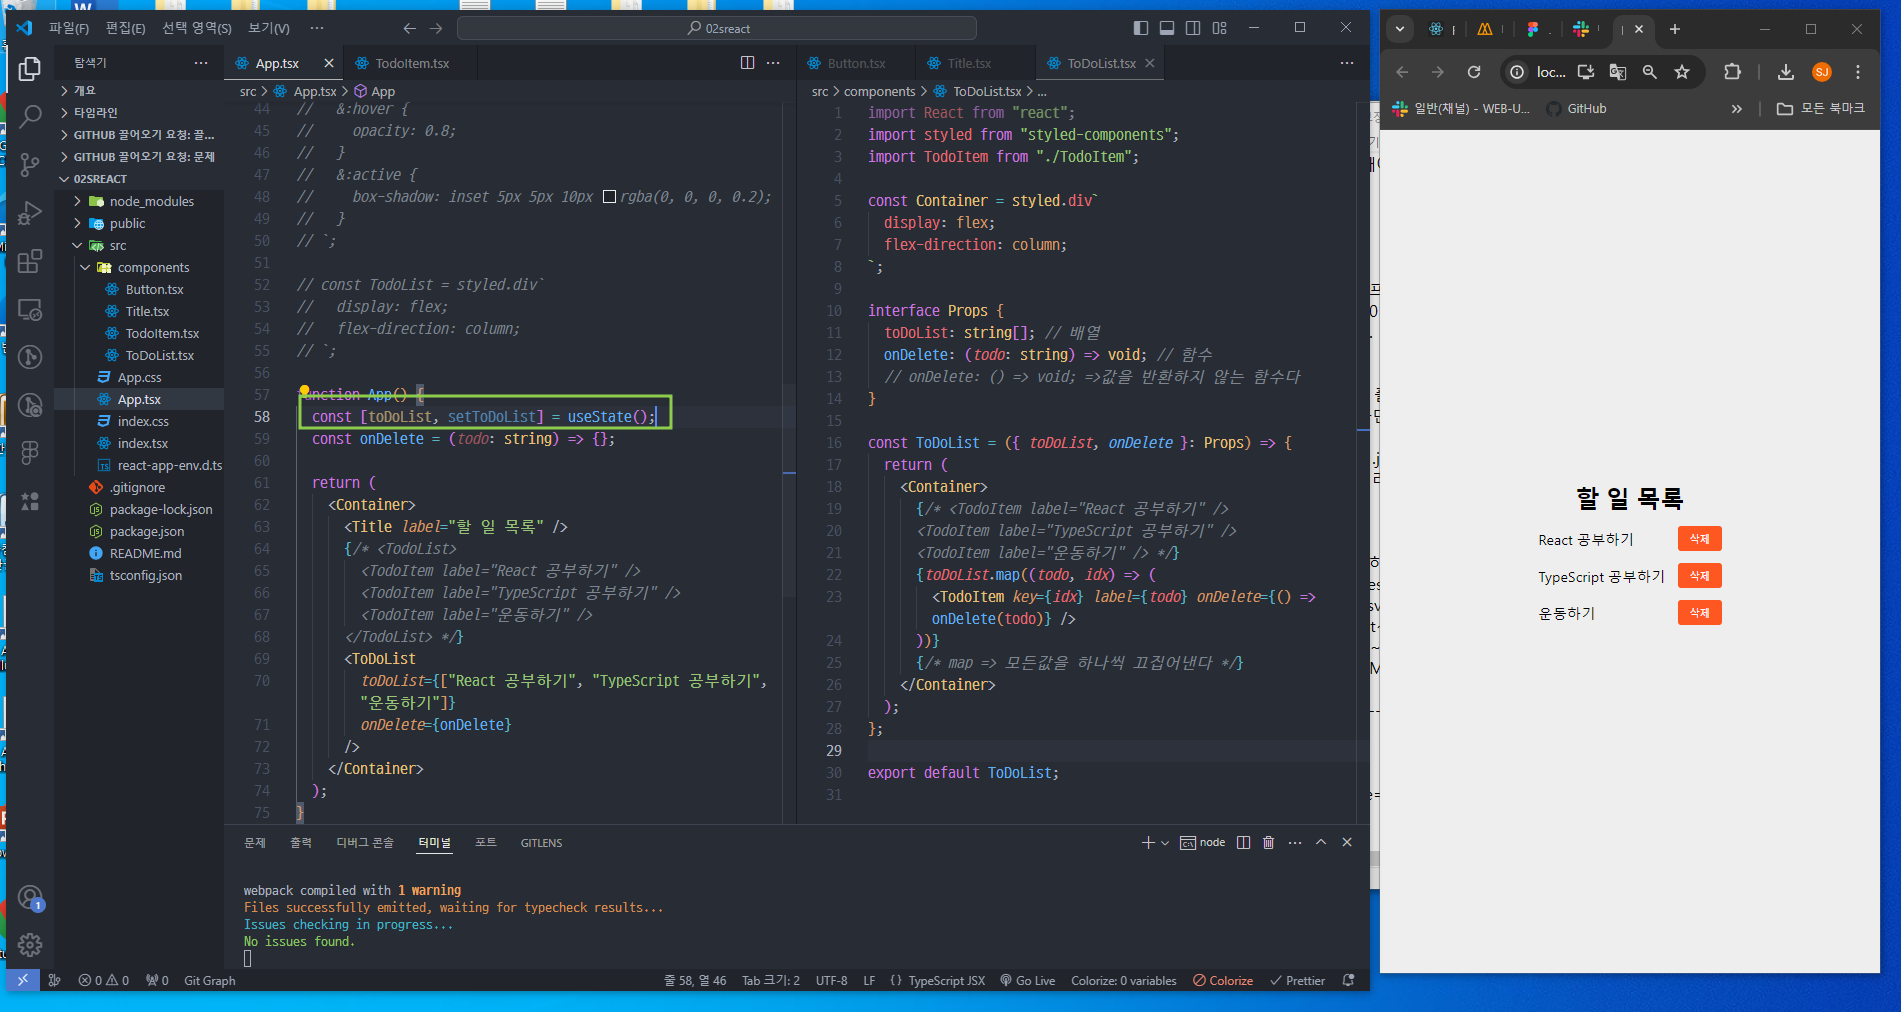 파일(F) 편집(E) 선택 영역(S) 보기(V) ··· 02sreact
탐색기 ···
개요
타임라인
GITHUB 끌어오기 요청: 끌...
GITHUB 끌어오기 요청: 문제
02SREACT
node_modules
public
src
components
Button.tsx
Title.tsx
TodoItem.tsx
ToDoList.tsx
App.css
App.tsx
index.css
index.tsx
react-app-env.d.ts
.gitignore
package-lock.json
package.json
README.md
tsconfig.json
1
App.tsx TodoItem.tsx ···
src > App.tsx > App
44 //   &:hover {
45 //     opacity: 0.8;
46 //   }
47 //   &:active {
48 //     box-shadow: inset 5px 5px 10px rgba(0, 0, 0, 0.2);
49 //   }
50 // `;
51
52 // const TodoList = styled.div`
53 //   display: flex;
54 //   flex-direction: column;
55 // `;
56
57 unction App() {
58 const [toDoList, setToDoList] = useState();
59 const onDelete = (todo: string) => {};
60
61 return (
62 <Container>
63 <Title label="할 일 목록" />
64 {/* <TodoList>
65 <TodoItem label="React 공부하기" />
66 <TodoItem label="TypeScript 공부하기" />
67 <TodoItem label="운동하기" />
68 </TodoList> */}
69 <ToDoList
70 toDoList={["React 공부하기", "TypeScript 공부하기",
"운동하기"]}
71 onDelete={onDelete}
72 />
73 </Container>
74 );
75 }
Button.tsx Title.tsx ToDoList.tsx ···
src > components > ToDoList.tsx > ...
1 import React from "react";
2 import styled from "styled-components";
3 import TodoItem from "./TodoItem";
4
5 const Container = styled.div`
6 display: flex;
7 flex-direction: column;
8 `;
9
10 interface Props {
11 toDoList: string[]; // 배열
12 onDelete: (todo: string) => void; // 함수
13 // onDelete: () => void; =>값을 반환하지 않는 함수다
14 }
15
16 const ToDoList = ({ toDoList, onDelete }: Props) => {
17 return (
18 <Container>
19 {/* <TodoItem label="React 공부하기" />
20 <TodoItem label="TypeScript 공부하기" />
21 <TodoItem label="운동하기" /> */}
22 {toDoList.map((todo, idx) => (
23 <TodoItem key={idx} label={todo} onDelete={() =>
onDelete(todo)} />
24 ))}
25 {/* map => 모든값을 하나씩 끄집어낸다 */}
26 </Container>
27 );
28 };
29
30 export default ToDoList;
31
문제 출력 디버그 콘솔 터미널 포트 GITLENS node ···
webpack compiled with 1 warning
Files successfully emitted, waiting for typecheck results...
Issues checking in progress...
No issues found.
0 0 0 Git Graph 줄 58, 열 46 Tab 크기: 2 UTF-8 LF {} TypeScript JSX Go Live Colorize: 0 variables Colorize Prettier
loc... SJ
일반(채널) - WEB-U... GitHub » 모든 북마크
할 일 목록
React 공부하기 삭제
TypeScript 공부하기 삭제
운동하기 삭제